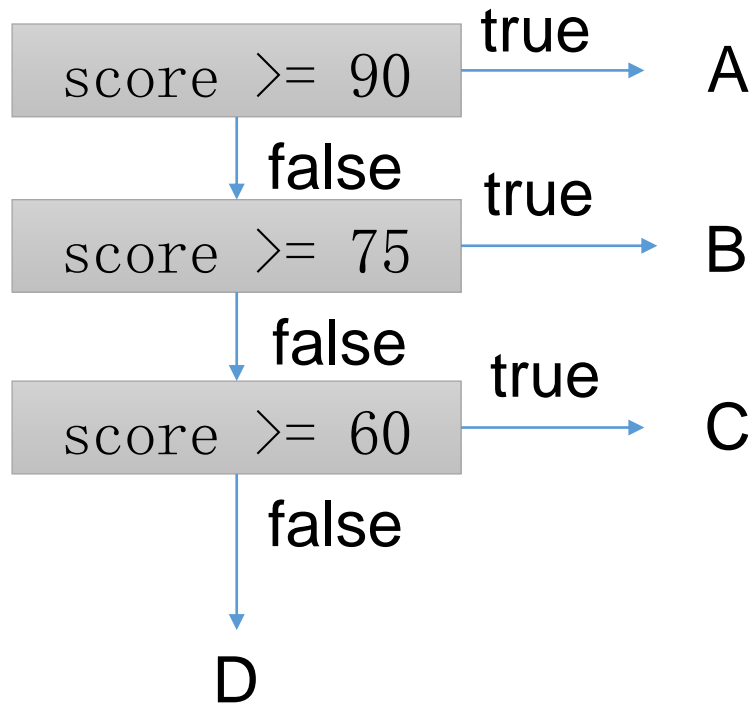 true
score >= 90
A
false
true
score >= 75
B
false
true
score >= 60
C
false
D